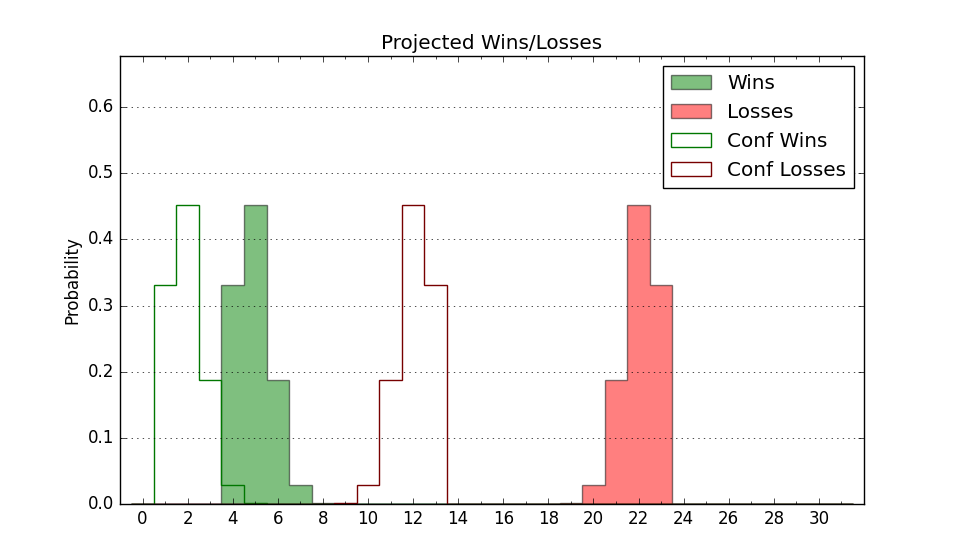 Projected Wins/Losses
Wins
Losses
Conf Wins
Conf Losses
Probability
0.6
0.5
0.4
0.3
0.2
0.1
0.0
0 2 4 6 8 10 12 14 16 18 20 22 24 26 28 30